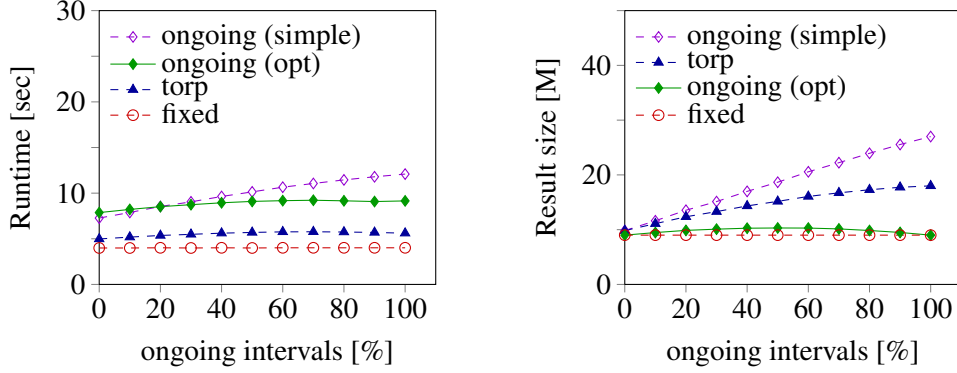 30
20
10
0
Runtime [sec]
ongoing (simple)
ongoing (opt)
torp
fixed
0 20 40 60 80 100
ongoing intervals [%]
40
20
0
Result size [M]
ongoing (simple)
torp
ongoing (opt)
fixed
0 20 40 60 80 100
ongoing intervals [%]